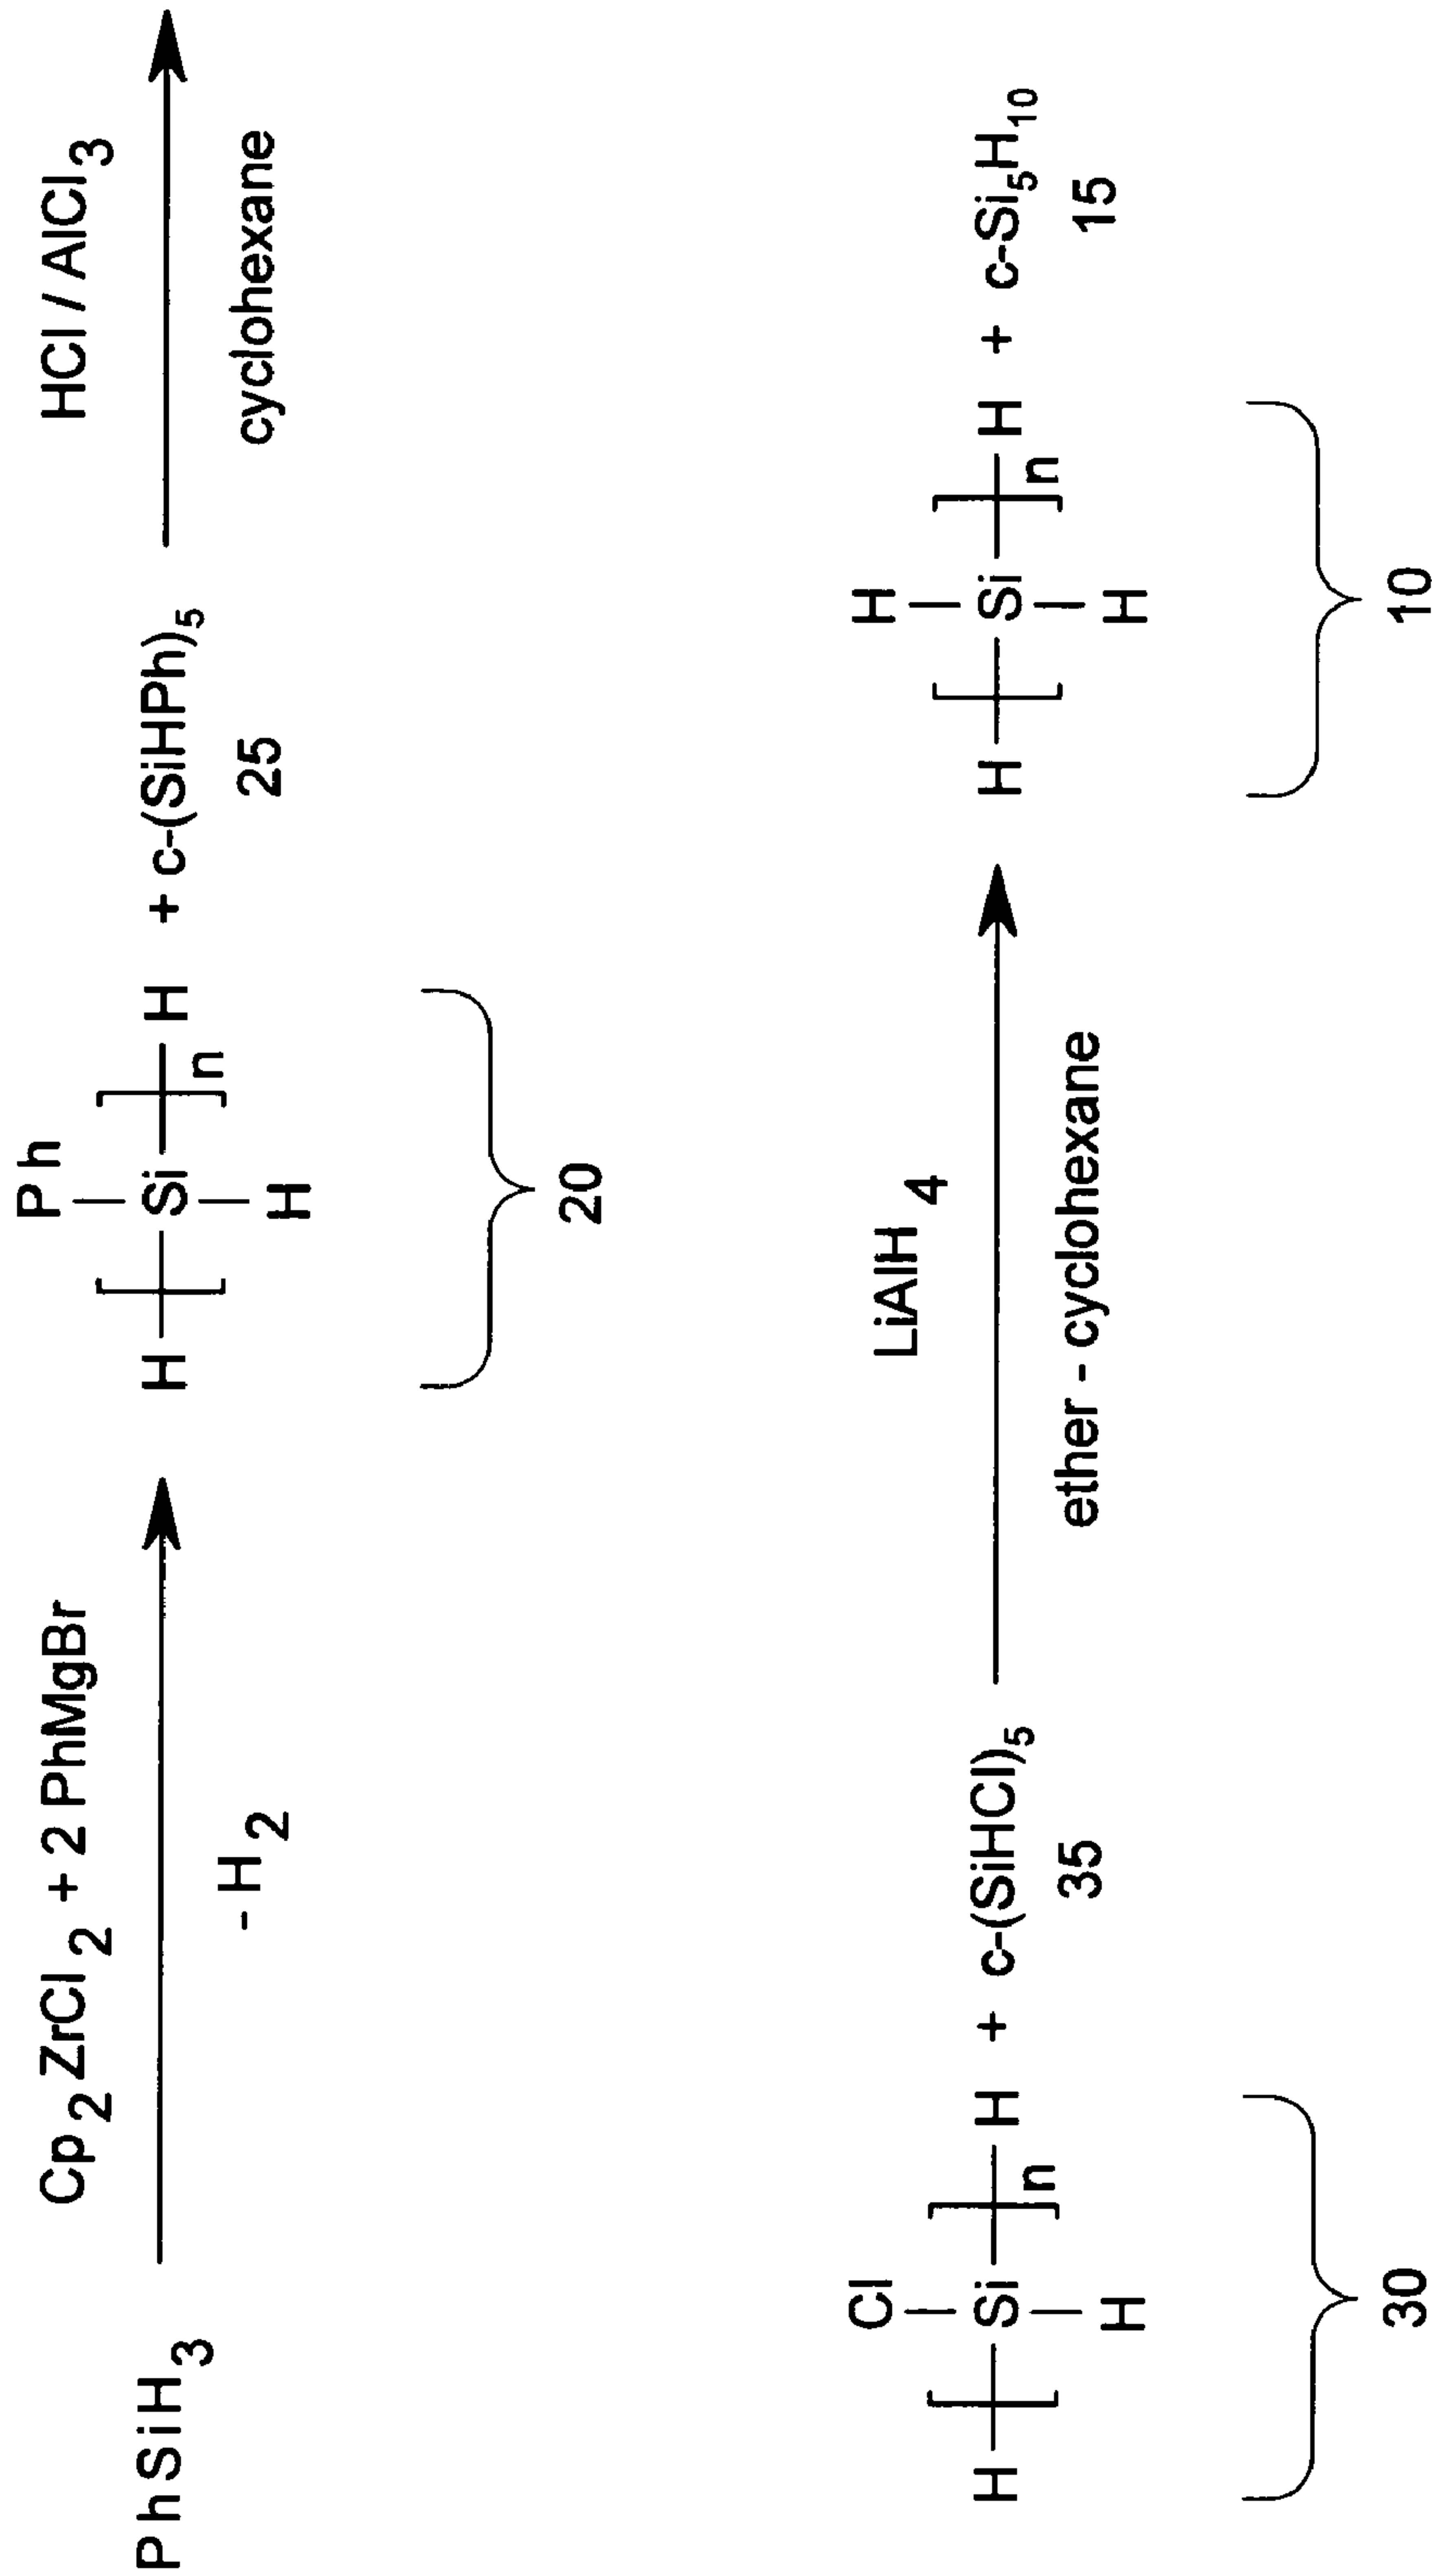 Cp2ZrCl2 + 2 PhMgBr
PhSiH3
- H2
Ph
H [ Si ]n H + c-(SiHPh)5
H
25
20
HCl / AlCl3
cyclohexane
Cl
H [ Si ]n H + c-(SiHCl)5
H
35
30
LiAlH4
ether - cyclohexane
H
H [ Si ]n H + c-Si5H10
H
15
10